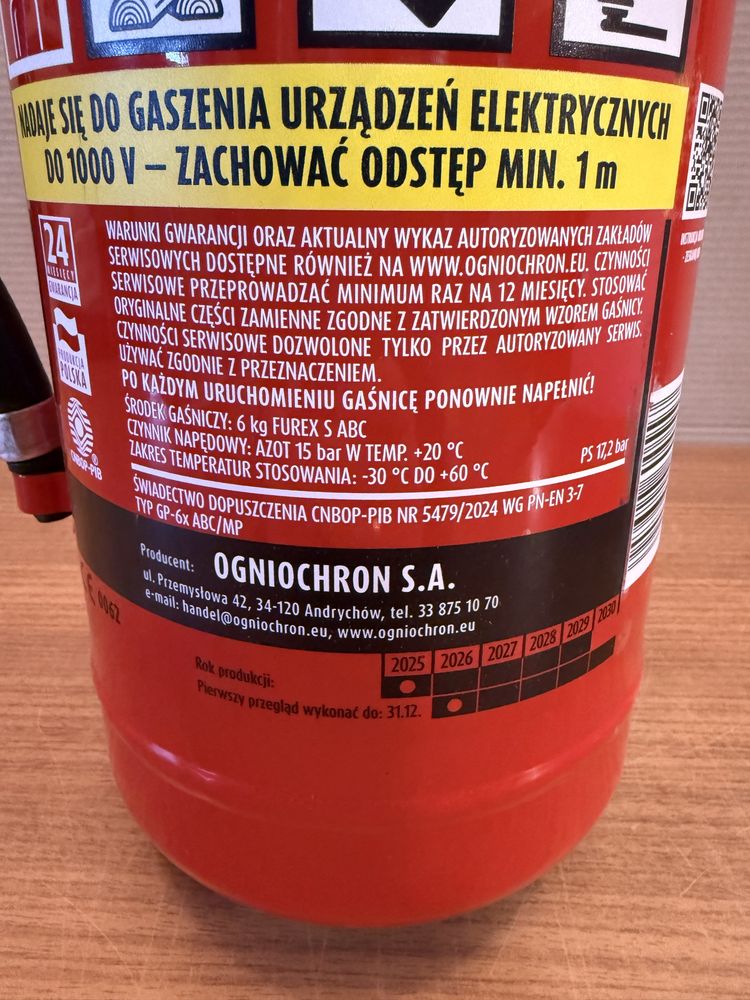 NADAJE SIĘ DO GASZENIA URZĄDZEŃ ELEKTRYCZNYCH
DO 1000 V – ZACHOWAĆ ODSTĘP MIN. 1 m
24
MIESIĘCY
GWARANCJA
PRODUKCJA
POLSKA
CNBOP-PIB
WARUNKI GWARANCJI ORAZ AKTUALNY WYKAZ AUTORYZOWANYCH ZAKŁADÓW
SERWISOWYCH DOSTĘPNE RÓWNIEŻ NA WWW.OGNIOCHRON.EU. CZYNNOŚCI
SERWISOWE PRZEPROWADZAĆ MINIMUM RAZ NA 12 MIESIĘCY. STOSOWAĆ
ORYGINALNE CZĘŚCI ZAMIENNE ZGODNE Z ZATWIERDZONYM WZOREM GAŚNICY.
CZYNNOŚCI SERWISOWE DOZWOLONE TYLKO PRZEZ AUTORYZOWANY SERWIS.
UŻYWAĆ ZGODNIE Z PRZEZNACZENIEM.
PO KAŻDYM URUCHOMIENIU GAŚNICĘ PONOWNIE NAPEŁNIĆ!
ŚRODEK GAŚNICZY: 6 kg FUREX S ABC
CZYNNIK NAPĘDOWY: AZOT 15 bar W TEMP. +20 °C
PS 17,2 bar
ZAKRES TEMPERATUR STOSOWANIA: -30 °C DO +60 °C
ŚWIADECTWO DOPUSZCZENIA CNBOP-PIB NR 5479/2024 WG PN-EN 3-7
TYP GP-6x ABC/MP
Producent: OGNIOCHRON S.A.
ul. Przemysłowa 42, 34-120 Andrychów, tel. 33 875 10 70
e-mail: handel@ogniochron.eu, www.ogniochron.eu
CE 0062
2025 2026 2027 2028 2029 2030
Rok produkcji:
Pierwszy przegląd wykonać do: 31.12.